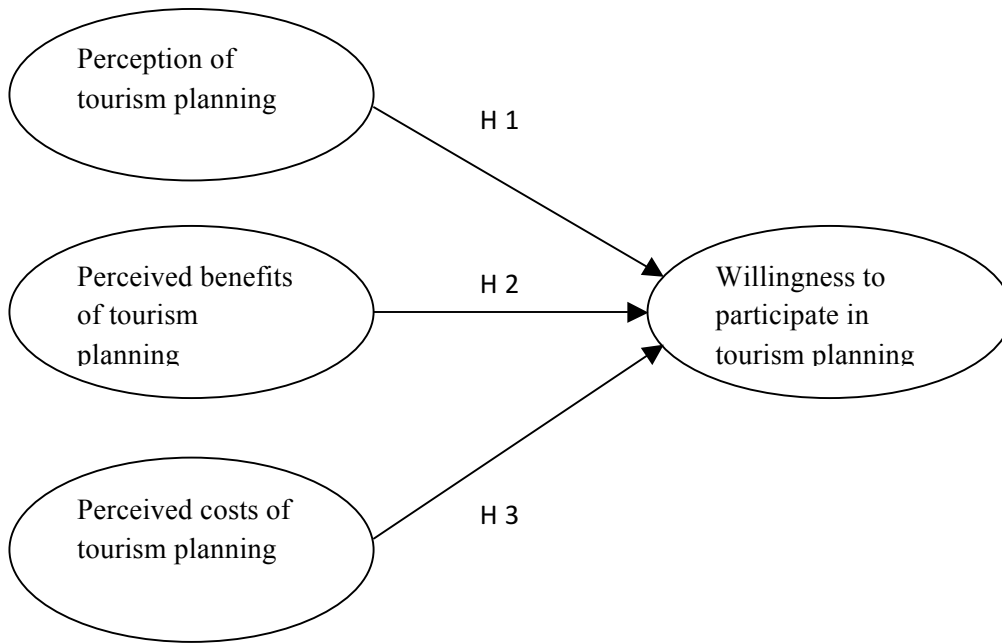 Perception of
tourism planning
H 1
Perceived benefits
of tourism
planning
H 2
Willingness to
participate in
tourism planning
Perceived costs of
tourism planning
H 3